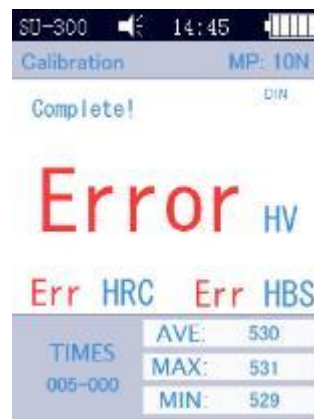 SU-300 14:45
Calibration MP: 10N
Complete! DIN
Error HV
Err HRC Err HBS
TIMES
005-000
AVE: 530
MAX: 531
MIN: 529